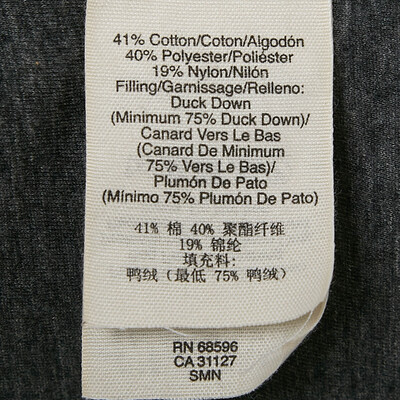 41% Cotton/Coton/Algodón
40% Polyester/Poliéster
19% Nylon/Nilón
Filling/Garnissage/Relleno:
Duck Down
(Minimum 75% Duck Down)/
Canard Vers Le Bas
(Canard De Minimum
75% Vers Le Bas)/
Plumón De Pato
(Mínimo 75% Plumón De Pato)
41% 棉 40% 聚酯纤维
19% 锦纶
填充料:
鸭绒 (最低 75% 鸭绒)
RN 68596
CA 31127
SMN